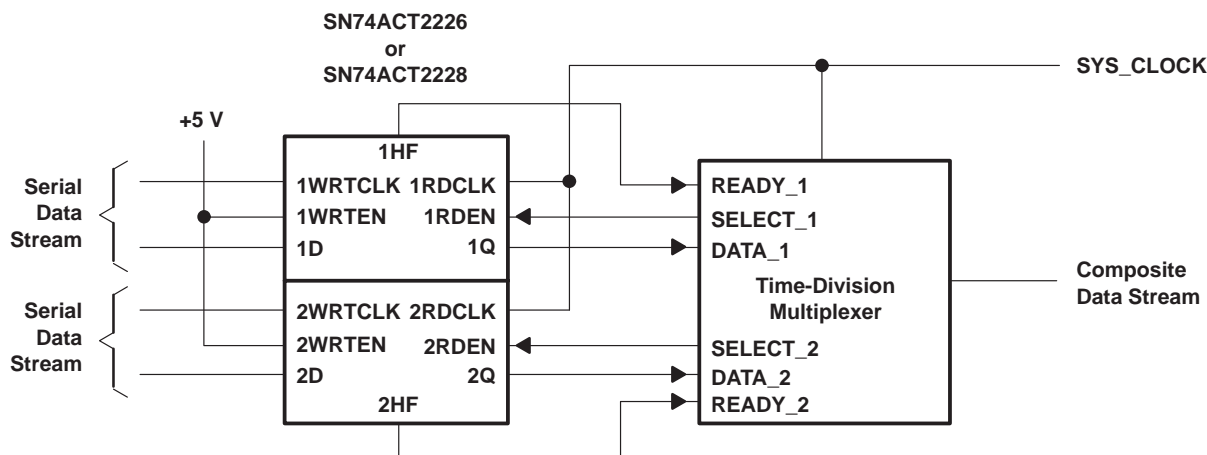 SN74ACT2226
or
SN74ACT2228
SYS_CLOCK
+5 V
Serial
Data
Stream
1HF
1WRTCLK 1RDCLK
1WRTEN 1RDEN
1D 1Q
READY_1
SELECT_1
DATA_1
Time-Division
Multiplexer
Composite
Data Stream
Serial
Data
Stream
2WRTCLK 2RDCLK
2WRTEN 2RDEN
2D 2Q
2HF
SELECT_2
DATA_2
READY_2